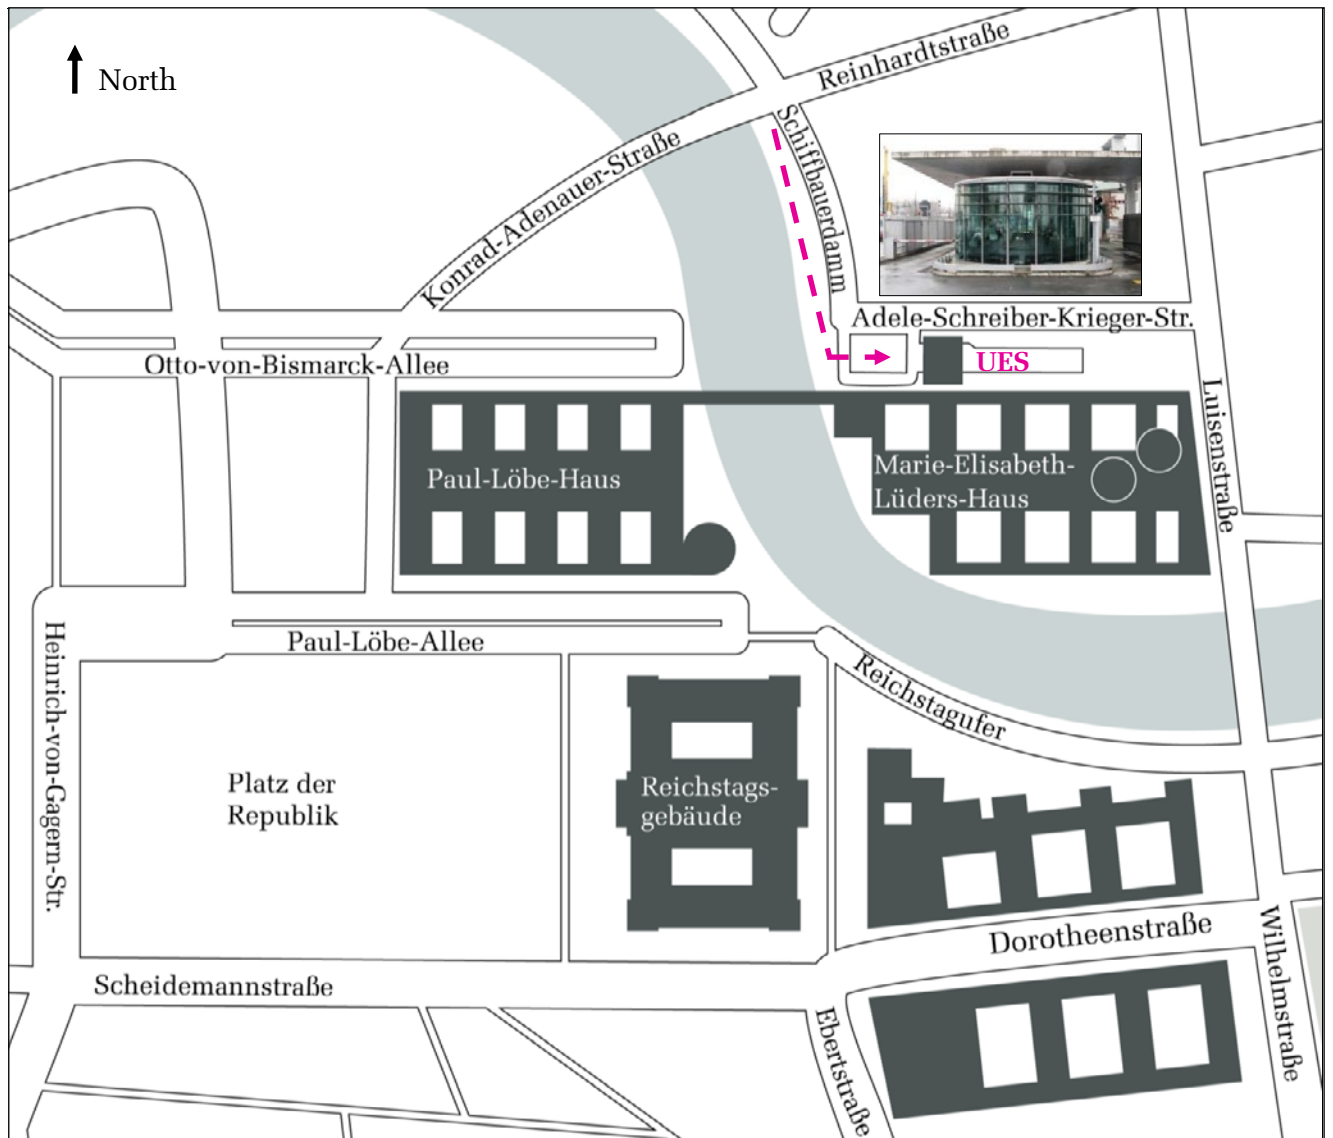 North
Reinhardtstraße
Schiffbauerdamm
Konrad-Adenauer-Straße
Adele-Schreiber-Krieger-Str.
Otto-von-Bismarck-Allee
UES
Luisenstraße
Paul-Löbe-Haus
Marie-Elisabeth-
Lüders-Haus
Heinrich-von-Gagern-Str.
Paul-Löbe-Allee
Reichstagufer
Platz der
Republik
Reichstags-
gebäude
Dorotheenstraße
Wilhelmstraße
Scheidemannstraße
Ebertstraße